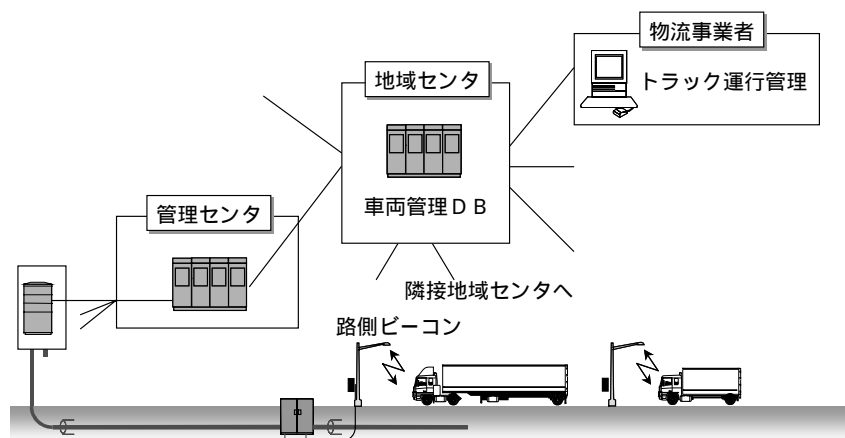 物流事業者
トラック運行管理
地域センタ
車両管理ＤＢ
管理センタ
隣接地域センタへ
路側ビーコン